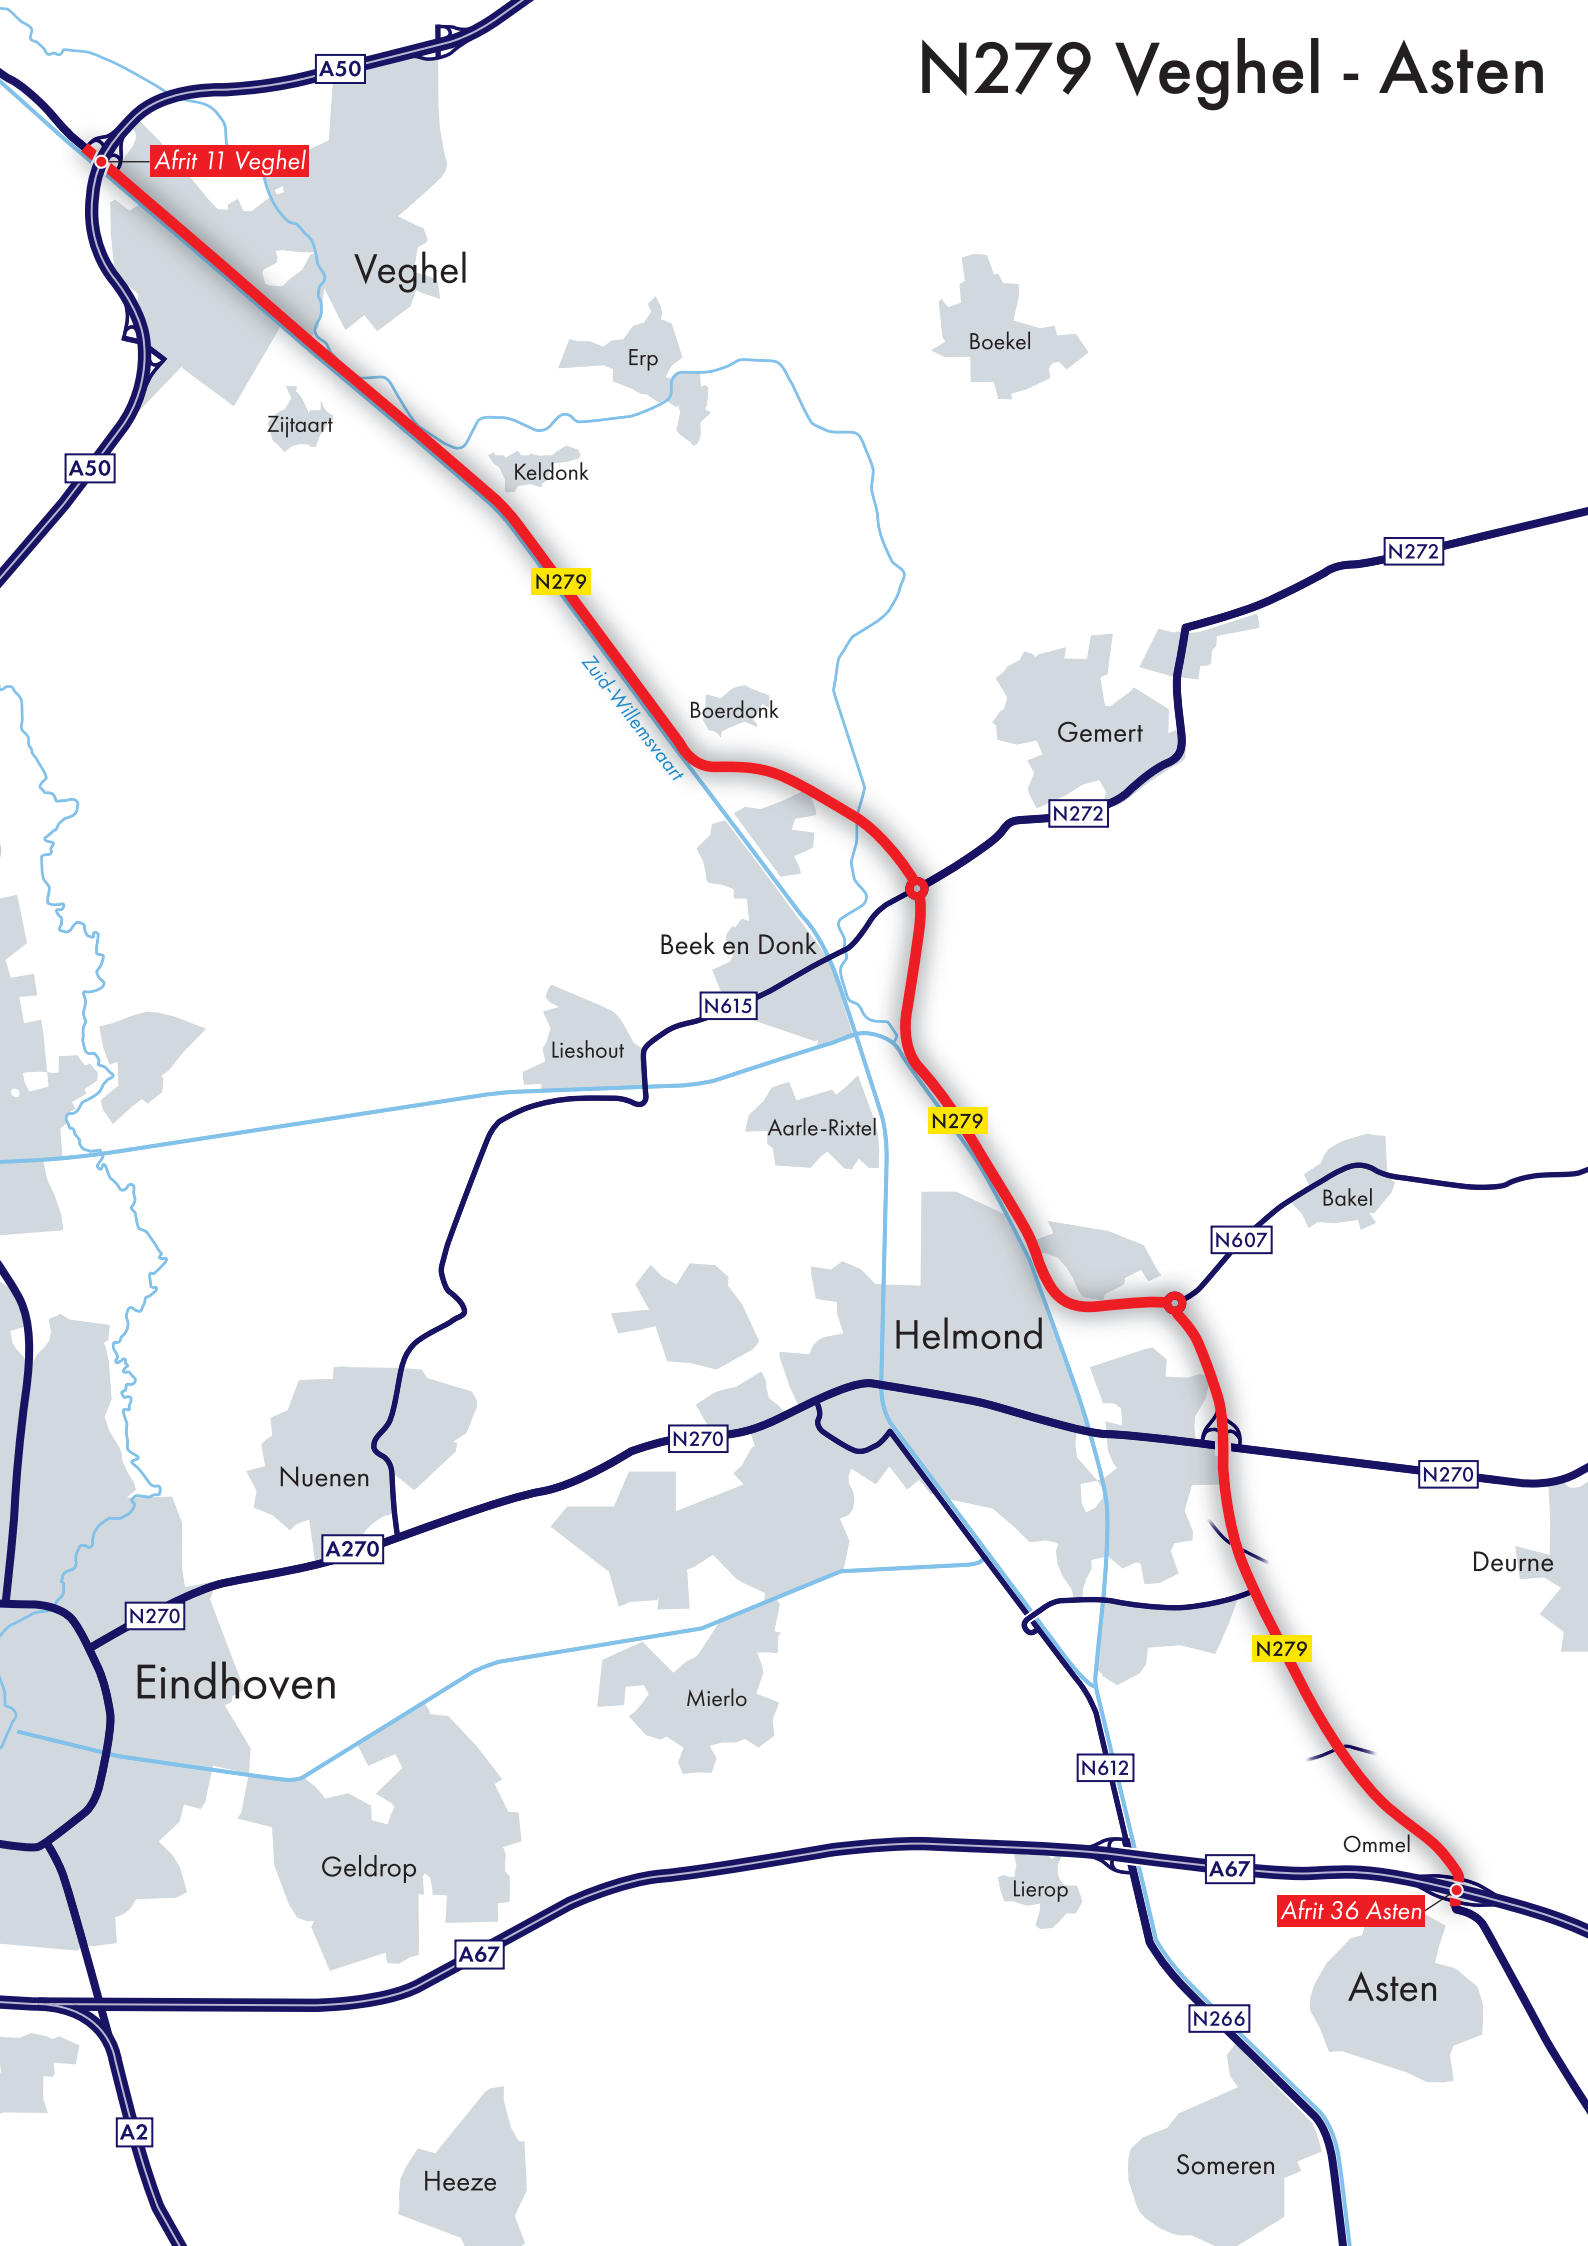 N279 Veghel - Asten
A50
Afrit 11 Veghel
Veghel
Boekel
Erp
Zijtaart
A50
Keldonk
N272
N279
Zuid-Willemsvaart
Boerdonk
Gemert
N272
Beek en Donk
N615
Lieshout
N279
Aarle-Rixtel
Bakel
N607
Helmond
N270
Nuenen
N270
A270
Deurne
N270
N279
Eindhoven
Mierlo
N612
Ommel
Geldrop
A67
Lierop
Afrit 36 Asten
A67
Asten
N266
A2
Someren
Heeze